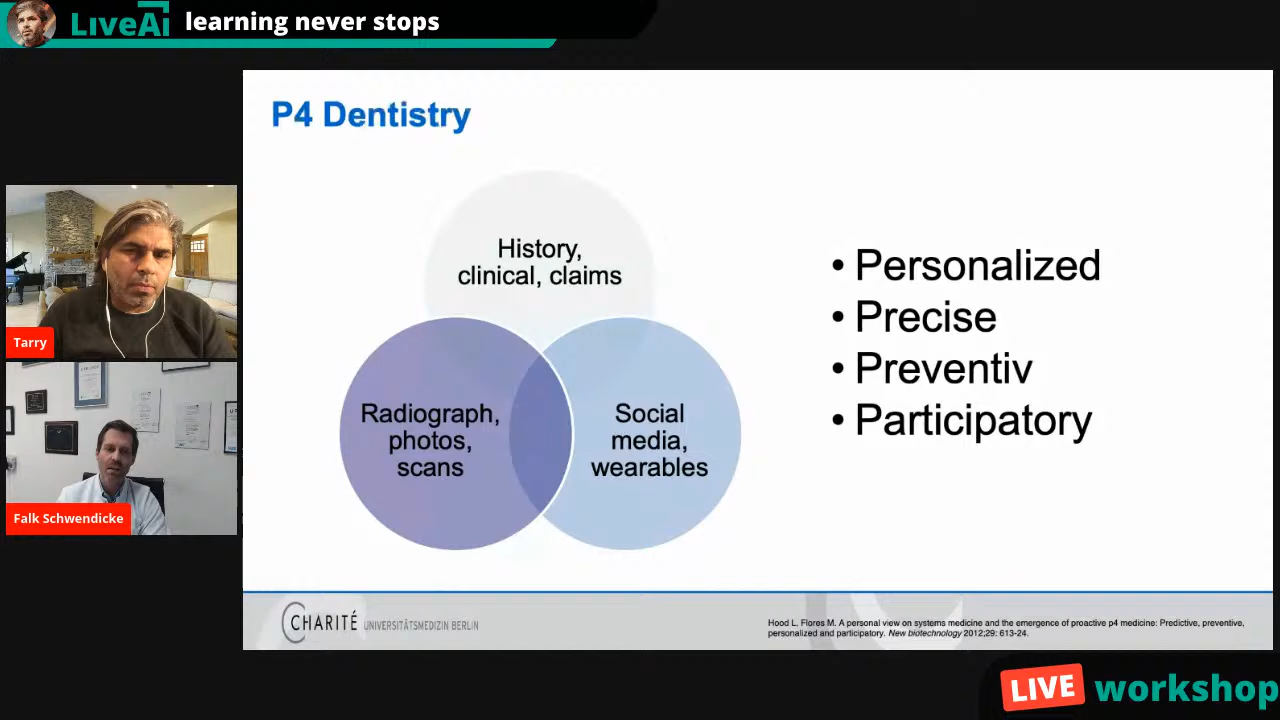 LiveAi learning never stops
P4 Dentistry
History,
clinical, claims
Radiograph,
photos,
scans
Social
media,
wearables
• Personalized
• Precise
• Preventiv
• Participatory
Tarry
Falk Schwendicke
CHARITÉ UNIVERSITÄTSMEDIZIN BERLIN
Hood L, Flores M. A personal view on systems medicine and the emergence of proactive p4 medicine: Predictive, preventive,
personalized and participatory. New biotechnology 2012;29: 613-24.
LIVE workshop